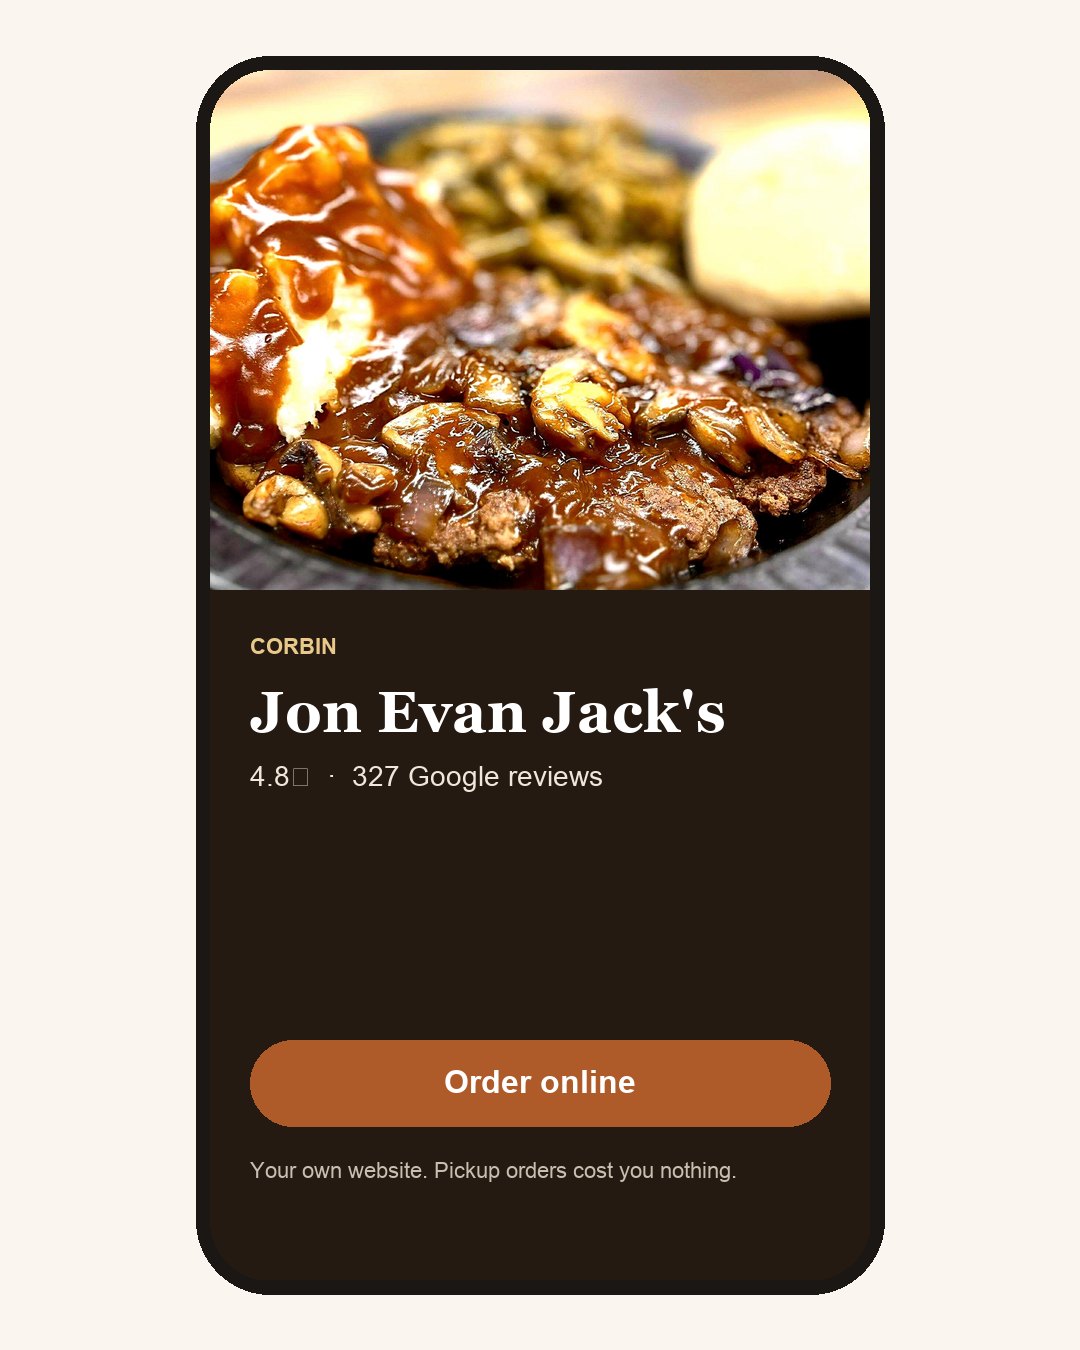 CORBIN
Jon Evan Jack's
4.8□ · 327 Google reviews
Order online
Your own website. Pickup orders cost you nothing.